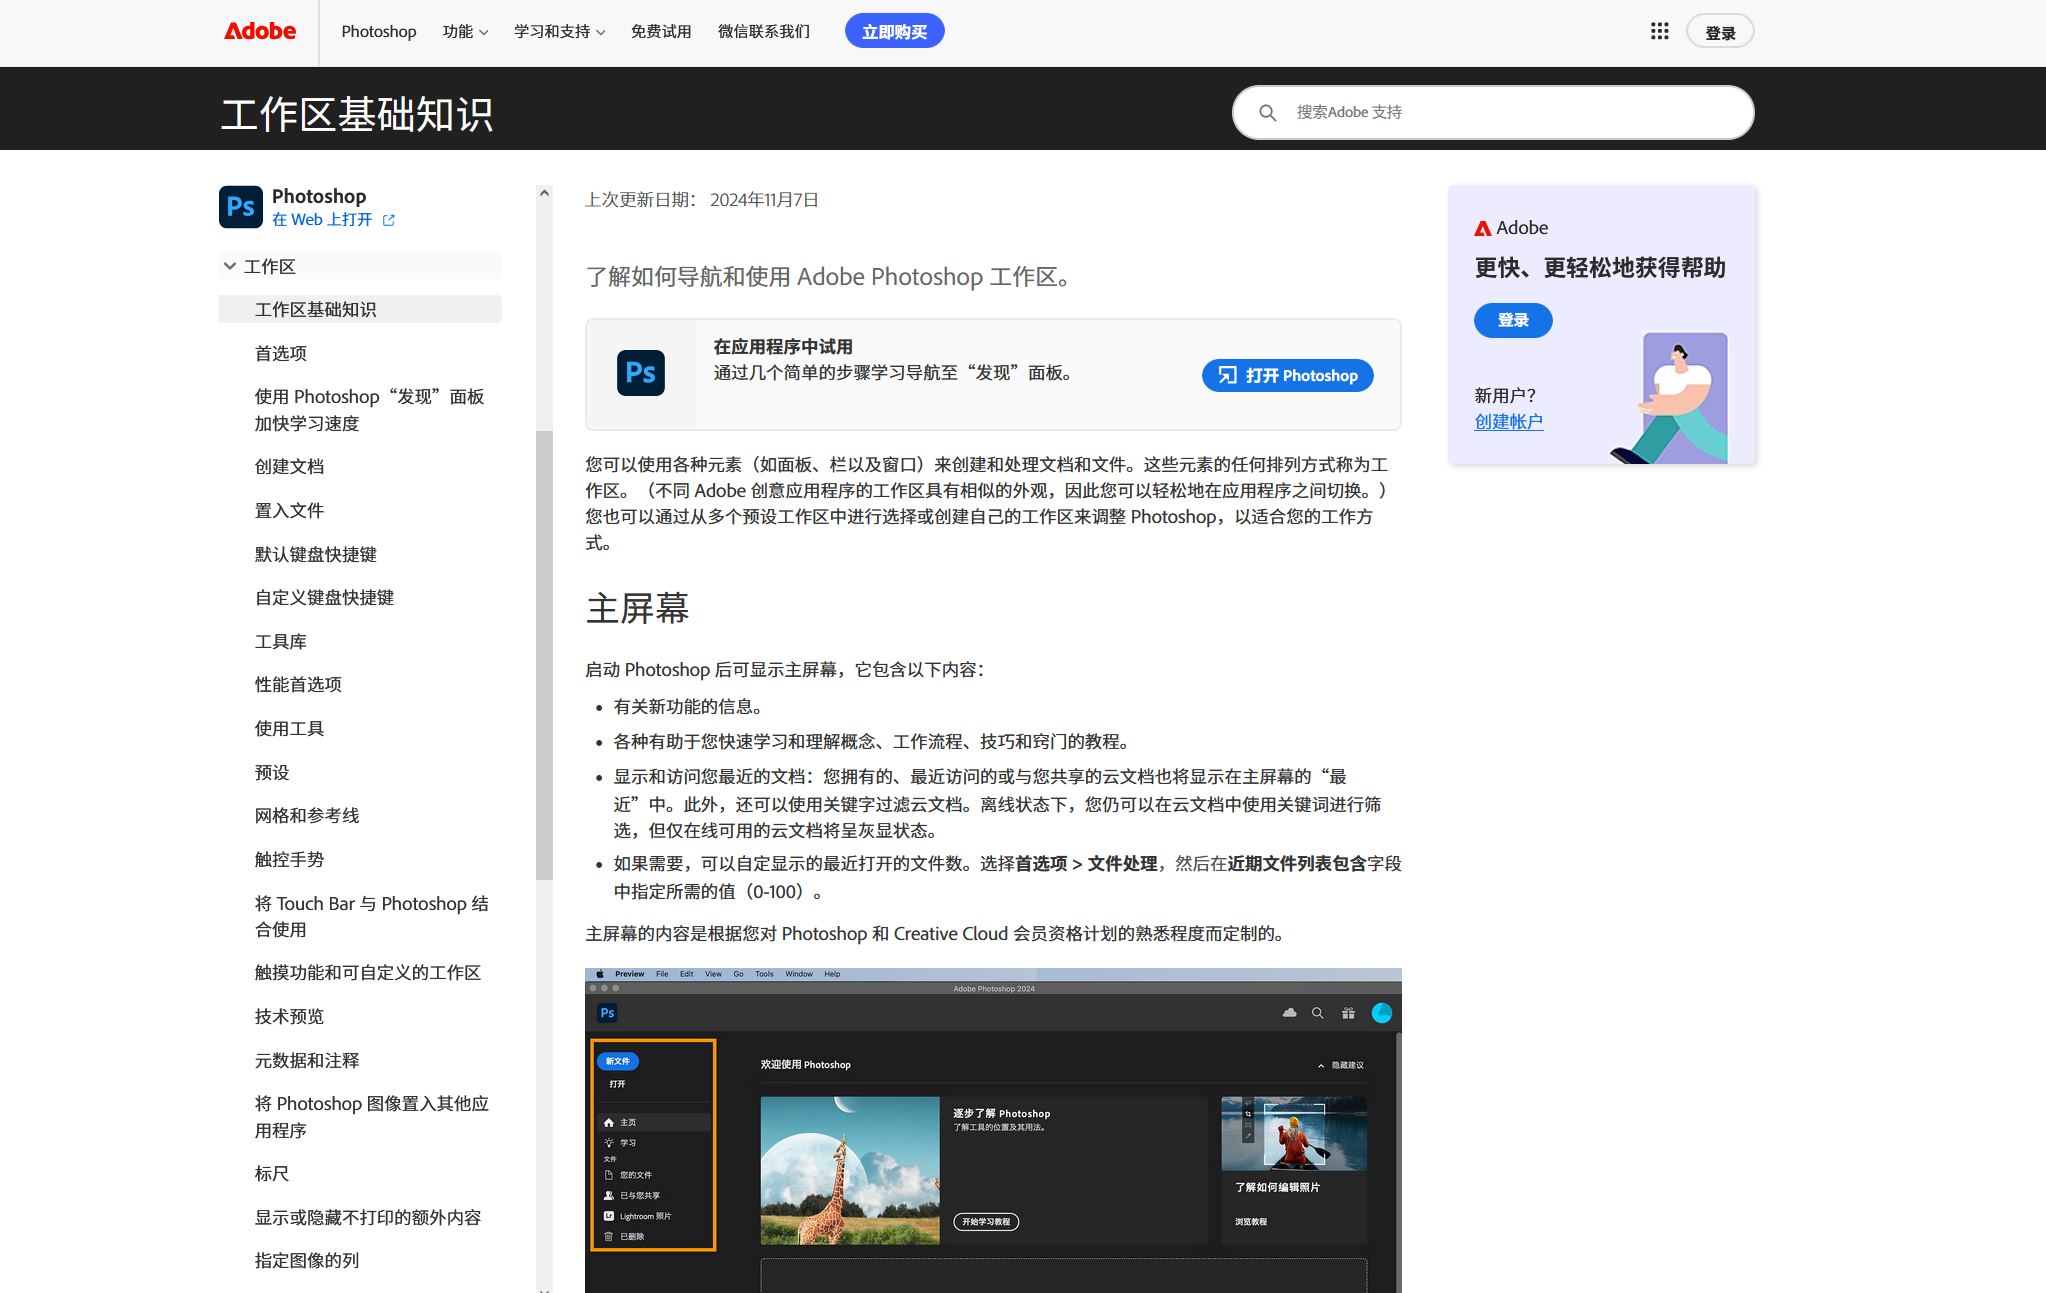 Adobe
Photoshop
功能
学习和支持
免费试用
微信联系我们
立即购买
登录
工作区基础知识
搜索Adobe 支持
Ps
Photoshop
在 Web 上打开
工作区
工作区基础知识
首选项
使用 Photoshop“发现”面板
加快学习速度
创建文档
置入文件
默认键盘快捷键
自定义键盘快捷键
工具库
性能首选项
使用工具
预设
网格和参考线
触控手势
将 Touch Bar 与 Photoshop 结
合使用
触摸功能和可自定义的工作区
技术预览
元数据和注释
将 Photoshop 图像置入其他应
用程序
标尺
显示或隐藏不打印的额外内容
指定图像的列
上次更新日期： 2024年11月7日
了解如何导航和使用 Adobe Photoshop 工作区。
Ps
在应用程序中试用
通过几个简单的步骤学习导航至“发现”面板。
打开 Photoshop
您可以使用各种元素（如面板、栏以及窗口）来创建和处理文档和文件。这些元素的任何排列方式称为工
作区。（不同 Adobe 创意应用程序的工作区具有相似的外观，因此您可以轻松地在应用程序之间切换。）
您也可以通过从多个预设工作区中进行选择或创建自己的工作区来调整 Photoshop，以适合您的工作方
式。
主屏幕
启动 Photoshop 后可显示主屏幕，它包含以下内容：
• 有关新功能的信息。
• 各种有助于您快速学习和理解概念、工作流程、技巧和窍门的教程。
• 显示和访问您最近的文档：您拥有的、最近访问的或与您共享的云文档也将显示在主屏幕的“最
近”中。此外，还可以使用关键字过滤云文档。离线状态下，您仍可以在云文档中使用关键词进行筛
选，但仅在线可用的云文档将呈灰显状态。
• 如果需要，可以自定显示的最近打开的文件数。选择首选项 > 文件处理，然后在近期文件列表包含字段
中指定所需的值（0-100）。
主屏幕的内容是根据您对 Photoshop 和 Creative Cloud 会员资格计划的熟悉程度而定制的。
Preview File Edit View Go Tools Window Help
Adobe Photoshop 2024
Ps
新文件
打开
主页
学习
文件
您的文件
已与您共享
Lr Lightroom 照片
已删除
欢迎使用 Photoshop
隐藏建议
逐步了解 Photoshop
了解工具的位置及其用法。
开始学习教程
了解如何编辑照片
浏览教程
Adobe
更快、更轻松地获得帮助
登录
新用户？
创建帐户